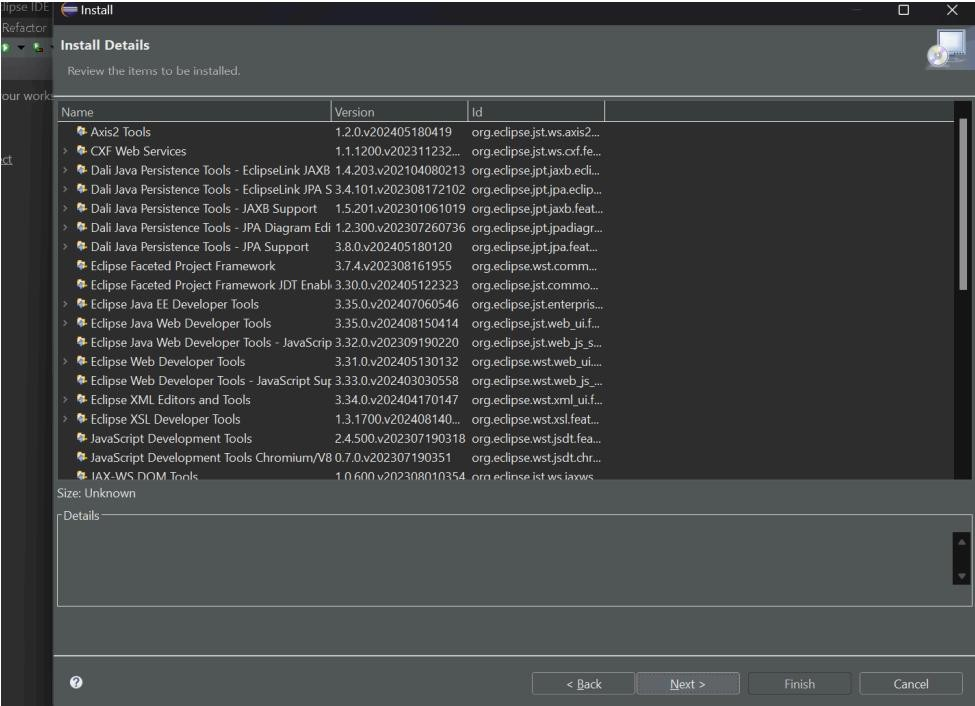 clipse IDE
Install
Refactor
Install Details
Review the items to be installed.
our works
ect
Name Version Id
Axis2 Tools 1.2.0.v202405180419 org.eclipse.jst.ws.axis2...
CXF Web Services 1.1.1200.v202311232... org.eclipse.jst.ws.cxf.fe...
Dali Java Persistence Tools - EclipseLink JAXB 1.4.203.v202104080213 org.eclipse.jpt.jaxb.ecli...
Dali Java Persistence Tools - EclipseLink JPA S 3.4.101.v202308172102 org.eclipse.jpt.jpa.eclip...
Dali Java Persistence Tools - JAXB Support 1.5.201.v202301061019 org.eclipse.jpt.jaxb.feat...
Dali Java Persistence Tools - JPA Diagram Edi 1.2.300.v202307260736 org.eclipse.jpt.jpadiagr...
Dali Java Persistence Tools - JPA Support 3.8.0.v202405180120 org.eclipse.jpt.jpa.feat...
Eclipse Faceted Project Framework 3.7.4.v202308161955 org.eclipse.wst.comm...
Eclipse Faceted Project Framework JDT Enabl 3.30.0.v202405122323 org.eclipse.jst.commo...
Eclipse Java EE Developer Tools 3.35.0.v202407060546 org.eclipse.jst.enterpris...
Eclipse Java Web Developer Tools 3.35.0.v202408150414 org.eclipse.jst.web_ui.f...
Eclipse Java Web Developer Tools - JavaScrip 3.32.0.v202309190220 org.eclipse.jst.web_js_s...
Eclipse Web Developer Tools 3.31.0.v202405130132 org.eclipse.wst.web_ui....
Eclipse Web Developer Tools - JavaScript Sup 3.33.0.v202403030558 org.eclipse.wst.web_js_...
Eclipse XML Editors and Tools 3.34.0.v202404170147 org.eclipse.wst.xml_ui.f...
Eclipse XSL Developer Tools 1.3.1700.v202408140... org.eclipse.wst.xsl.feat...
JavaScript Development Tools 2.4.500.v202307190318 org.eclipse.wst.jsdt.fea...
JavaScript Development Tools Chromium/V8 0.7.0.v202307190351 org.eclipse.wst.jsdt.chr...
JAX-WS DOM Tools 1.0.600.v202308010354 org.eclipse.jst.ws.jaxws
Size: Unknown
Details
< Back Next > Finish Cancel